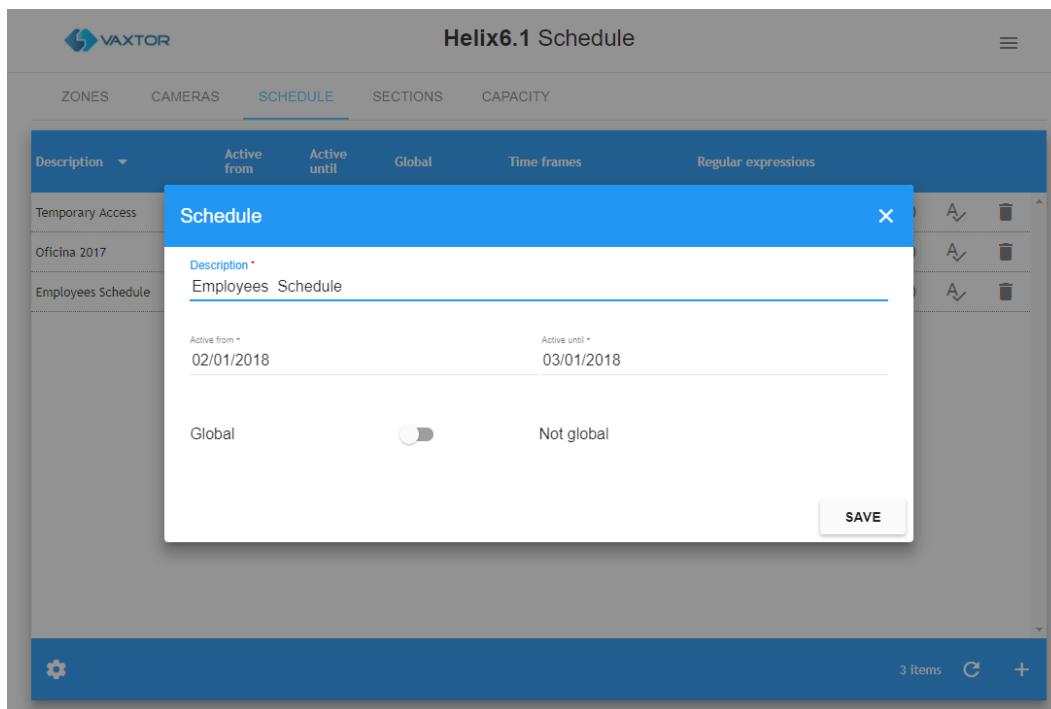 VAXTOR
Helix6.1 Schedule
ZONES CAMERAS SCHEDULE SECTIONS CAPACITY
Description Active from Active until Global Time frames Regular expressions
Temporary Access
Oficina 2017
Employees Schedule
Schedule
Description *
Employees Schedule
Active from * Active until *
02/01/2018 03/01/2018
Global Not global
SAVE
3 items